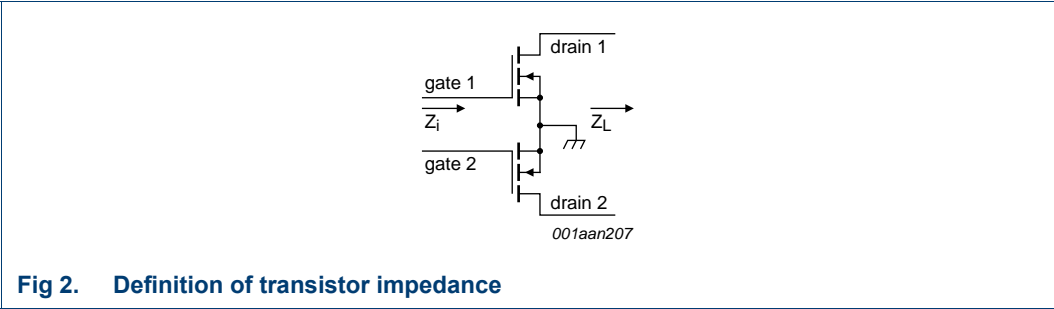 drain 1
gate 1
Zi
ZL
gate 2
drain 2
001aan207
Fig 2. Definition of transistor impedance